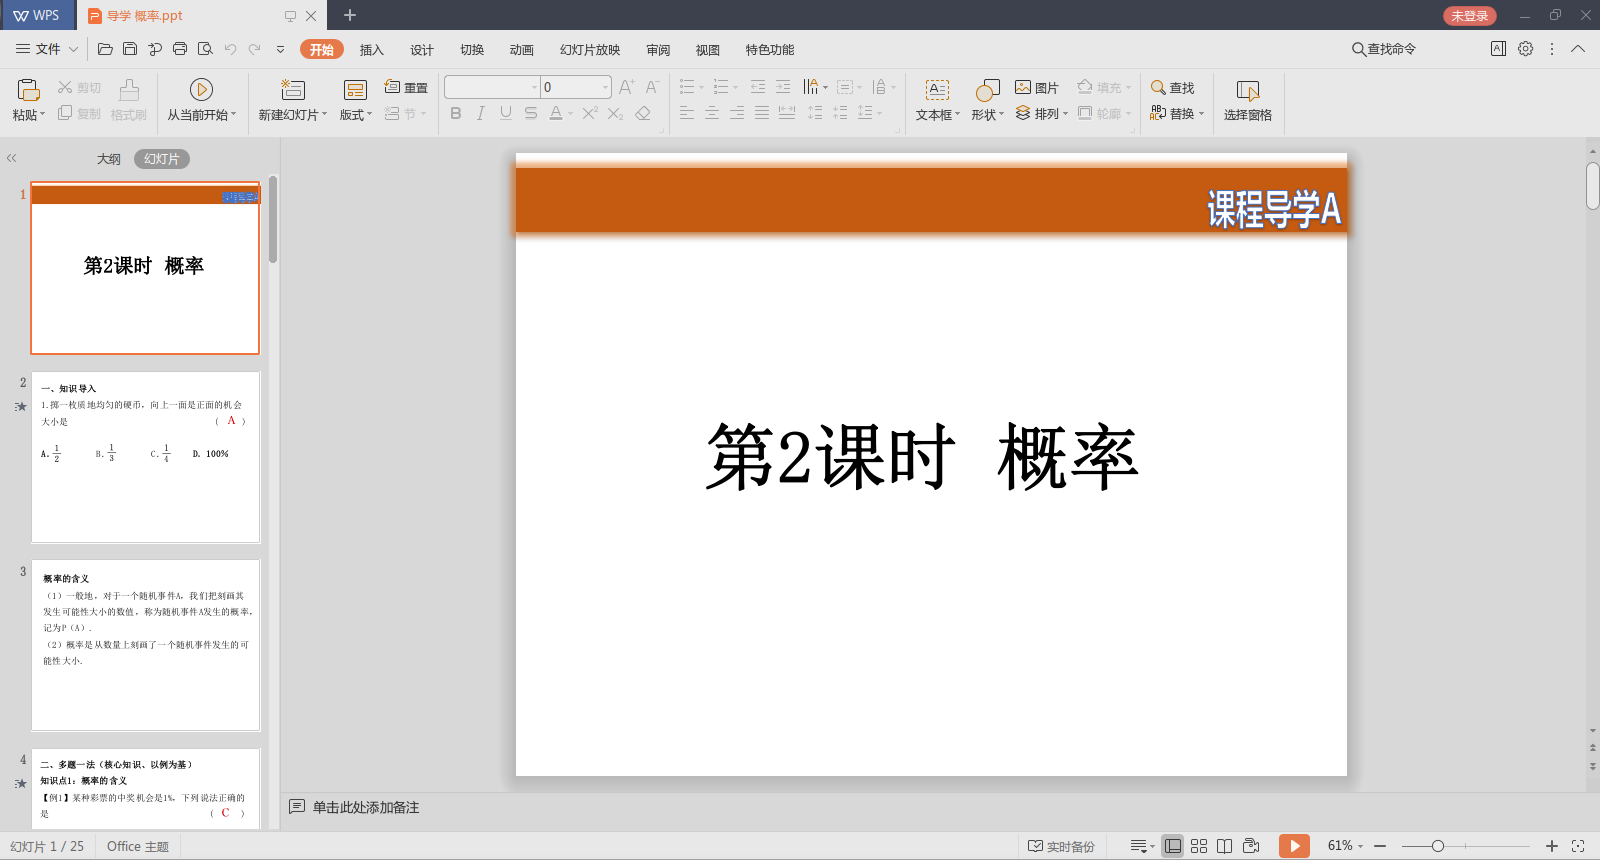 WPS
导学 概率.ppt
未登录
文件
开始
插入
设计
切换
动画
幻灯片放映
审阅
视图
特色功能
查找命令
粘贴
剪切
复制
格式刷
从当前开始
新建幻灯片
版式
重置
节
0
文本框
形状
图片
排列
填充
轮廓
查找
替换
选择窗格
大纲
幻灯片
1
课程导学A
第2课时 概率
2
一、知识导入
1.掷一枚质地均匀的硬币，向上一面是正面的机会
大小是 （ A ）
A. 1/2 B. 1/3 C. 1/4 D. 100%
3
概率的含义
（1）一般地，对于一个随机事件A，我们把刻画其
发生可能性大小的数值，称为随机事件A发生的概率，
记为P（A）.
（2）概率是从数量上刻画了一个随机事件发生的可
能性大小.
4
二、多题一法（核心知识、以例为基）
知识点1：概率的含义
【例1】某种彩票的中奖机会是1%，下列说法正确的
是 （ C ）
课程导学A
第2课时 概率
单击此处添加备注
幻灯片 1 / 25
Office 主题
实时备份
61%